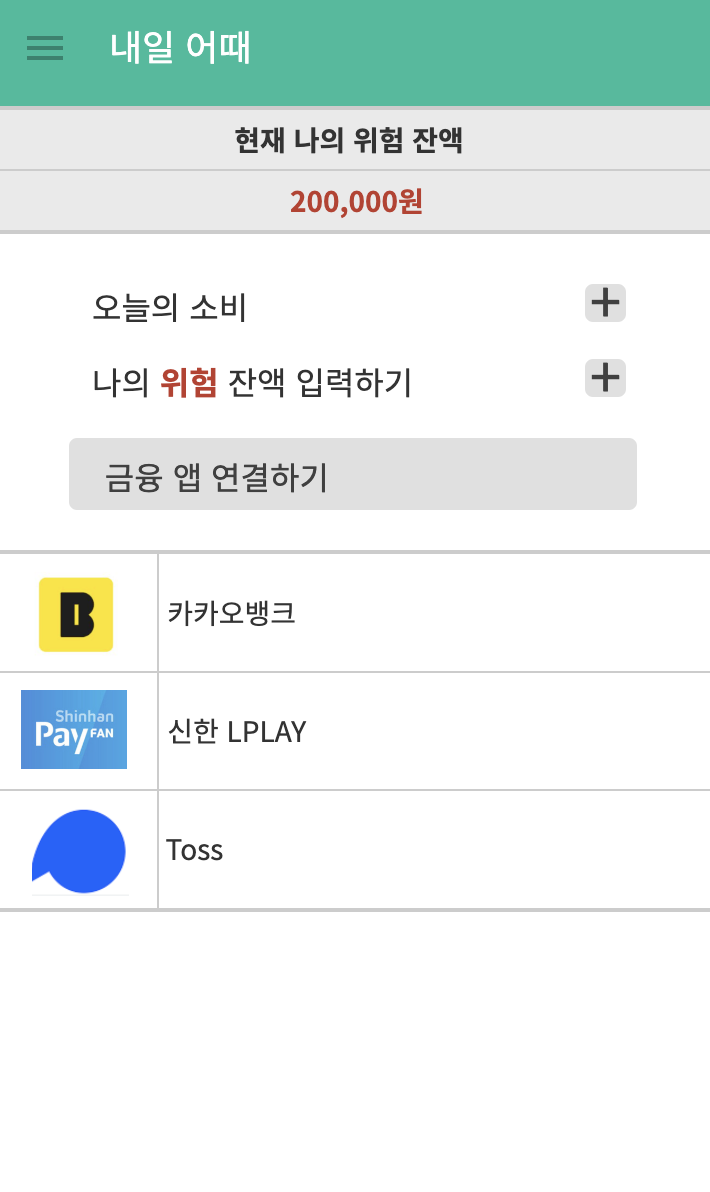 내일 어때
현재 나의 위험 잔액
200,000원
오늘의 소비
나의 위험 잔액 입력하기
금융 앱 연결하기
B
카카오뱅크
Shinhan
PayFAN
신한 LPLAY
Toss